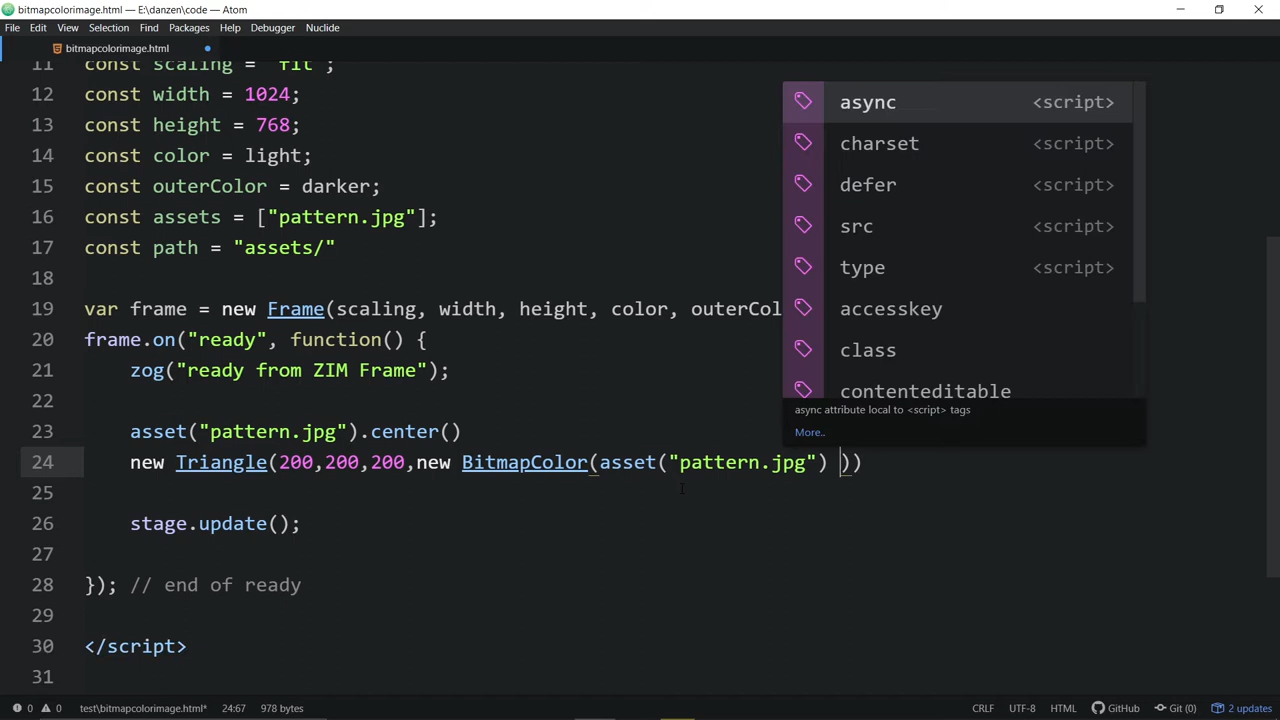 bitmapcolorimage.html — E:\danzen\code — Atom
File Edit View Selection Find Packages Help Debugger Nuclide
bitmapcolorimage.html
11 const scaling = "fit";
12 const width = 1024;
13 const height = 768;
14 const color = light;
15 const outerColor = darker;
16 const assets = ["pattern.jpg"];
17 const path = "assets/"
18
19 var frame = new Frame(scaling, width, height, color, outerCol
20 frame.on("ready", function() {
21 zog("ready from ZIM Frame");
22
23 asset("pattern.jpg").center()
24 new Triangle(200,200,200,new BitmapColor(asset("pattern.jpg") ))
25
26 stage.update();
27
28 }); // end of ready
29
30 </script>
31
async <script>
charset <script>
defer <script>
src <script>
type <script>
accesskey
class
contenteditable
async attribute local to <script> tags
More..
0 0 test\bitmapcolorimage.html* 24:67 978 bytes CRLF UTF-8 HTML GitHub Git (0) 2 updates